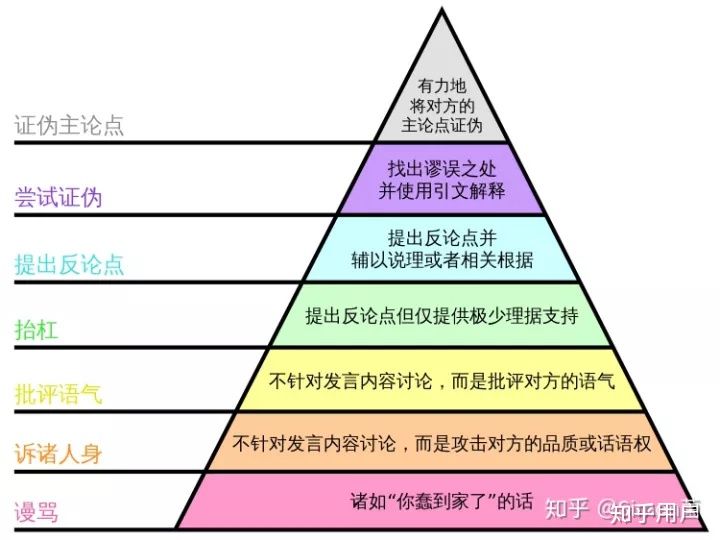 有力地
将对方的
主论点证伪
证伪主论点
找出谬误之处
并使用引文解释
尝试证伪
提出反论点并
辅以说理或者相关根据
提出反论点
提出反论点但仅提供极少理据支持
抬杠
不针对发言内容讨论，而是批评对方的语气
批评语气
不针对发言内容讨论，而是攻击对方的品质或话语权
诉诸人身
诸如“你蠢到家了”的话
谩骂
知乎
知乎用户